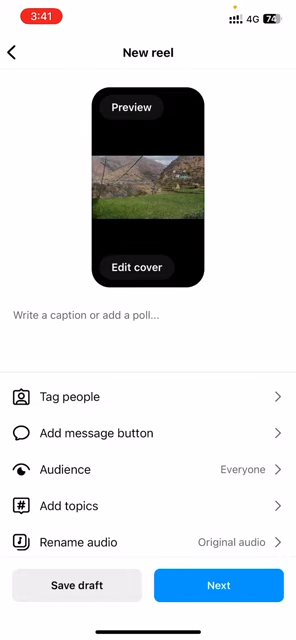 3:41
4G 74
New reel
Preview
Edit cover
Write a caption or add a poll...
Tag people
Add message button
Audience Everyone
Add topics
Rename audio Original audio
Save draft Next